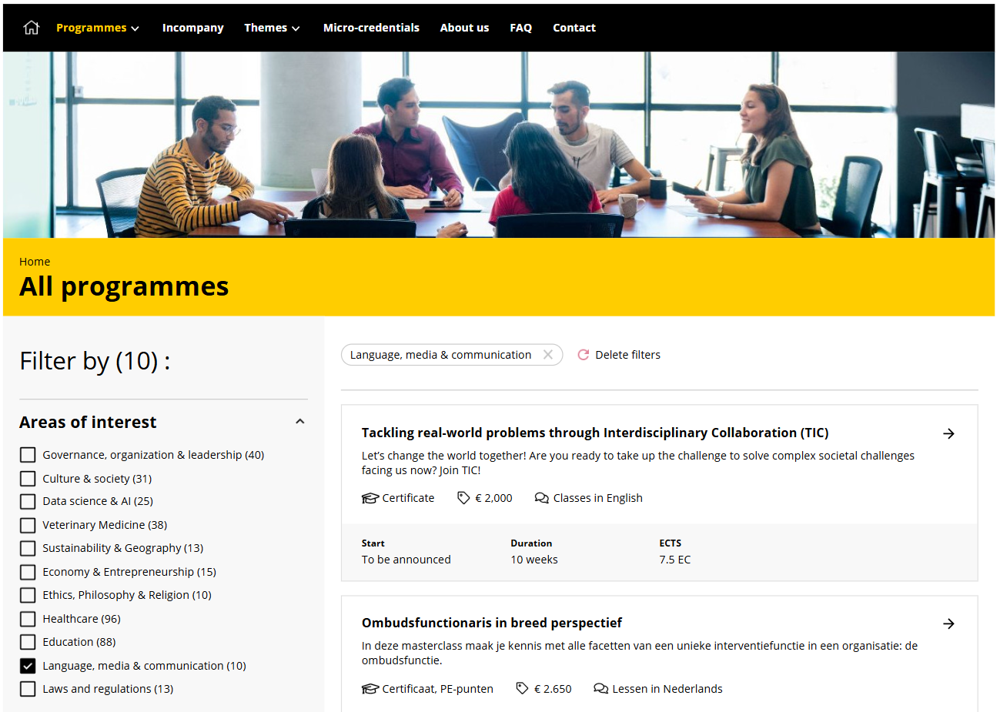 Programmes Incompany Themes Micro-credentials About us FAQ Contact
Home
All programmes
Filter by (10) :
Areas of interest
Governance, organization & leadership (40)
Culture & society (31)
Data science & AI (25)
Veterinary Medicine (38)
Sustainability & Geography (13)
Economy & Entrepreneurship (15)
Ethics, Philosophy & Religion (10)
Healthcare (96)
Education (88)
Language, media & communication (10)
Laws and regulations (13)
Language, media & communication Delete filters
Tackling real-world problems through Interdisciplinary Collaboration (TIC)
Let's change the world together! Are you ready to take up the challenge to solve complex societal challenges
facing us now? Join TIC!
Certificate € 2,000 Classes in English
Start Duration ECTS
To be announced 10 weeks 7.5 EC
Ombudsfunctionaris in breed perspectief
In deze masterclass maak je kennis met alle facetten van een unieke interventiefunctie in een organisatie: de
ombudsfunctie.
Certificaat, PE-punten € 2.650 Lessen in Nederlands